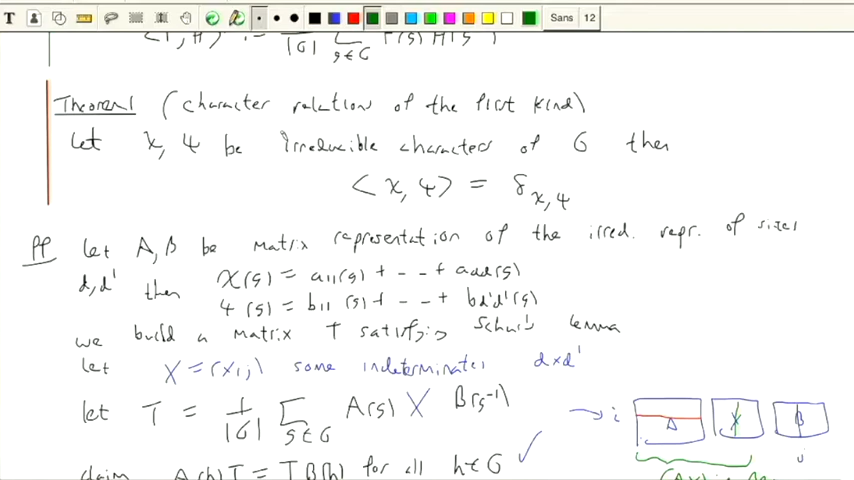 T Sans 12
|G| Σ g∈G
Theorem (character relation of the first kind)
Let χ, ψ be irreducible characters of G then
<χ, ψ> = δ χ,ψ
Pf Let A,B be matrix representation of the irred. repr. of sizes
d,d' then χ(g) = a11(g) + -- + add(g)
ψ(g) = b11(g) + -- + bd'd'(g)
we build a matrix T satisfying Schur's lemma
Let X = (xij) some indeterminates d×d'
Let T = 1/|G| Σ g∈G A(g) X B(g⁻¹) → i A X B
j
claim A(h)T = TB(h) for all h∈G ✓